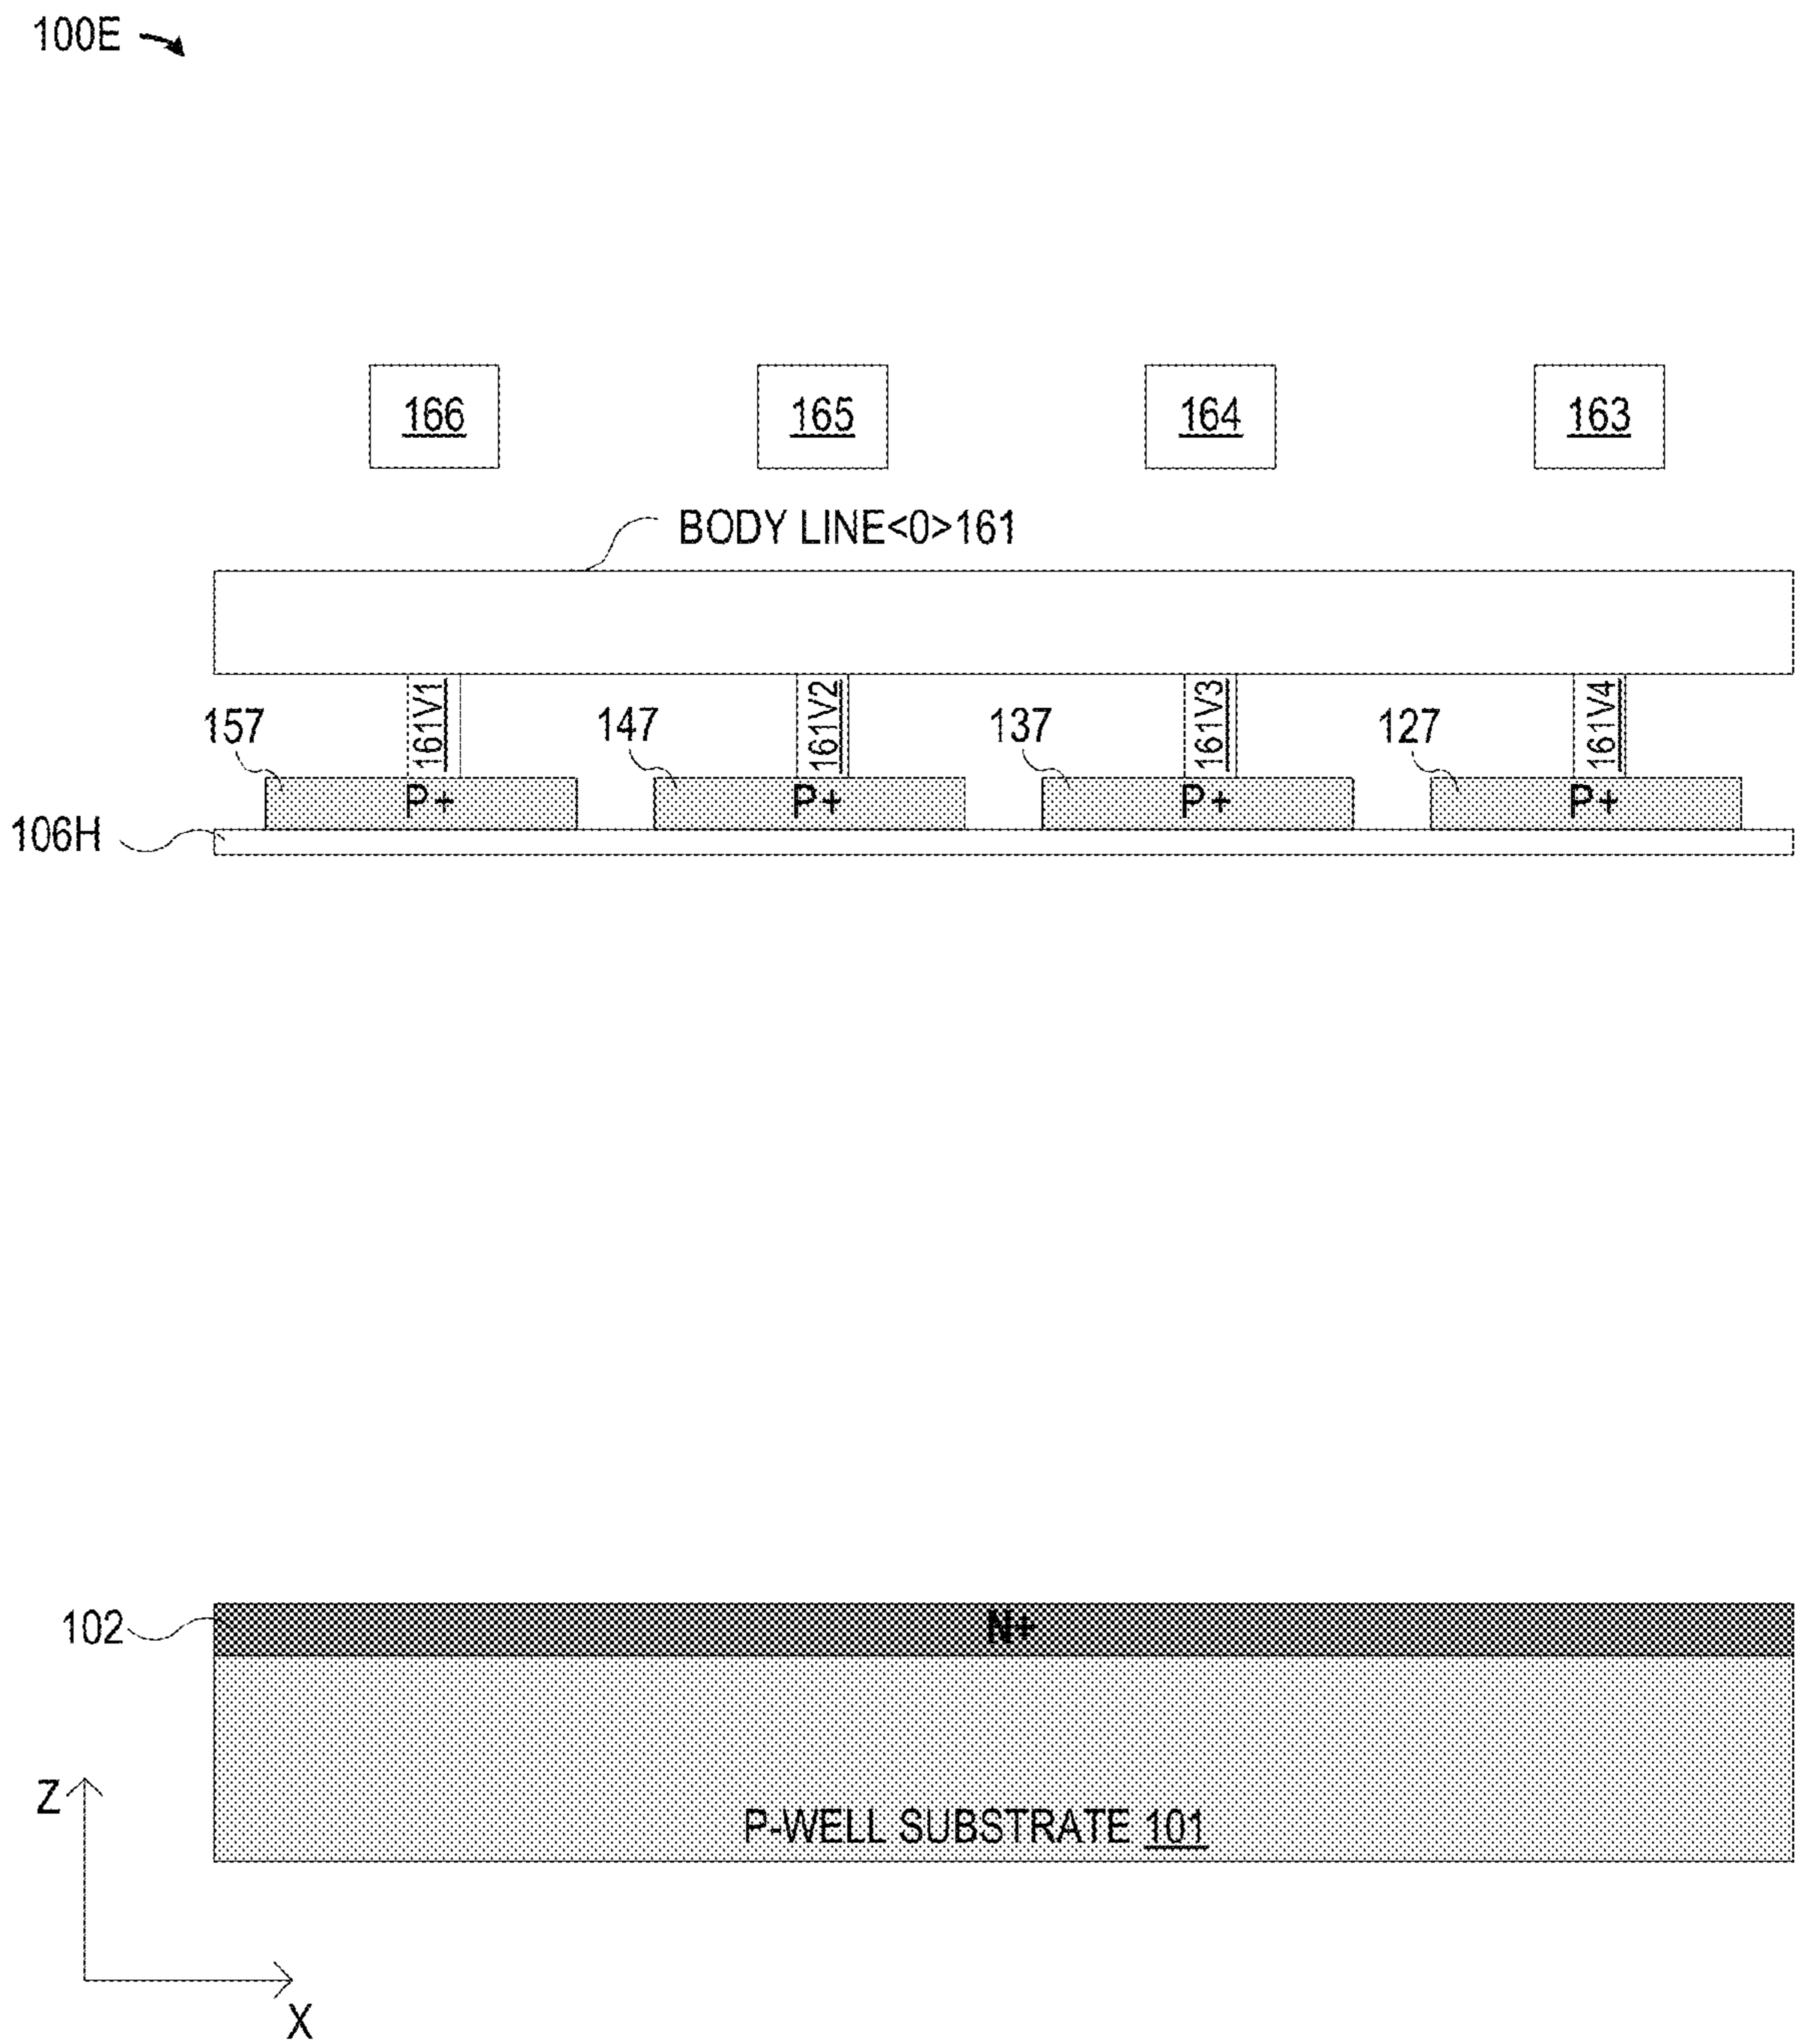 100E
166 165 164 163
BODY LINE<0>161
161V1 161V2 161V3 161V4
157 147 137 127
P+ P+ P+ P+
106H
102
N+
Z
P-WELL SUBSTRATE 101
X